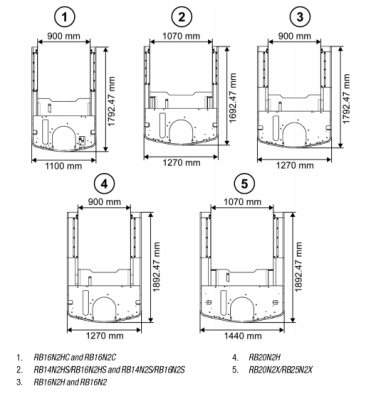 1
2
3
900 mm
1070 mm
900 mm
1792.47 mm
1692.47 mm
1792.47 mm
1100 mm
1270 mm
1270 mm
4
5
900 mm
1070 mm
1892.47 mm
1892.47 mm
1270 mm
1440 mm
1. RB16N2HC and RB16N2C
2. RB14N2HS/RB16N2HS and RB14N2S/RB16N2S
3. RB16N2H and RB16N2
4. RB20N2H
5. RB20N2X/RB25N2X